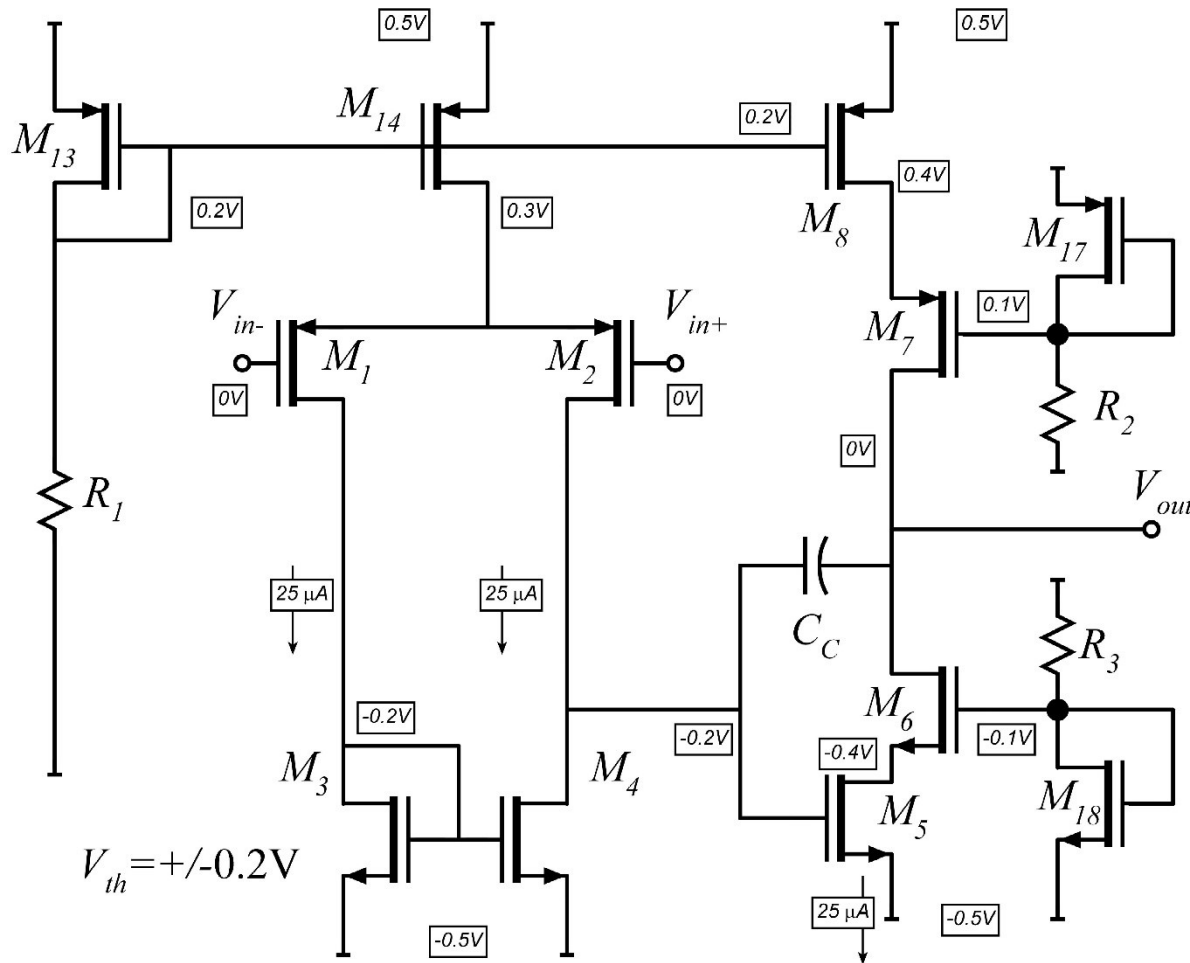 0.5V
0.5V
M14
0.2V
M13
0.2V
0.3V
0.4V
M8
M17
Vin-
Vin+
M7
0.1V
M1
M2
0V
0V
R2
0V
Vout
R1
25 μA
25 μA
CC
R3
-0.2V
M6
-0.2V
-0.4V
-0.1V
M3
M4
M5
M18
Vth=+/-0.2V
25 μA
-0.5V
-0.5V